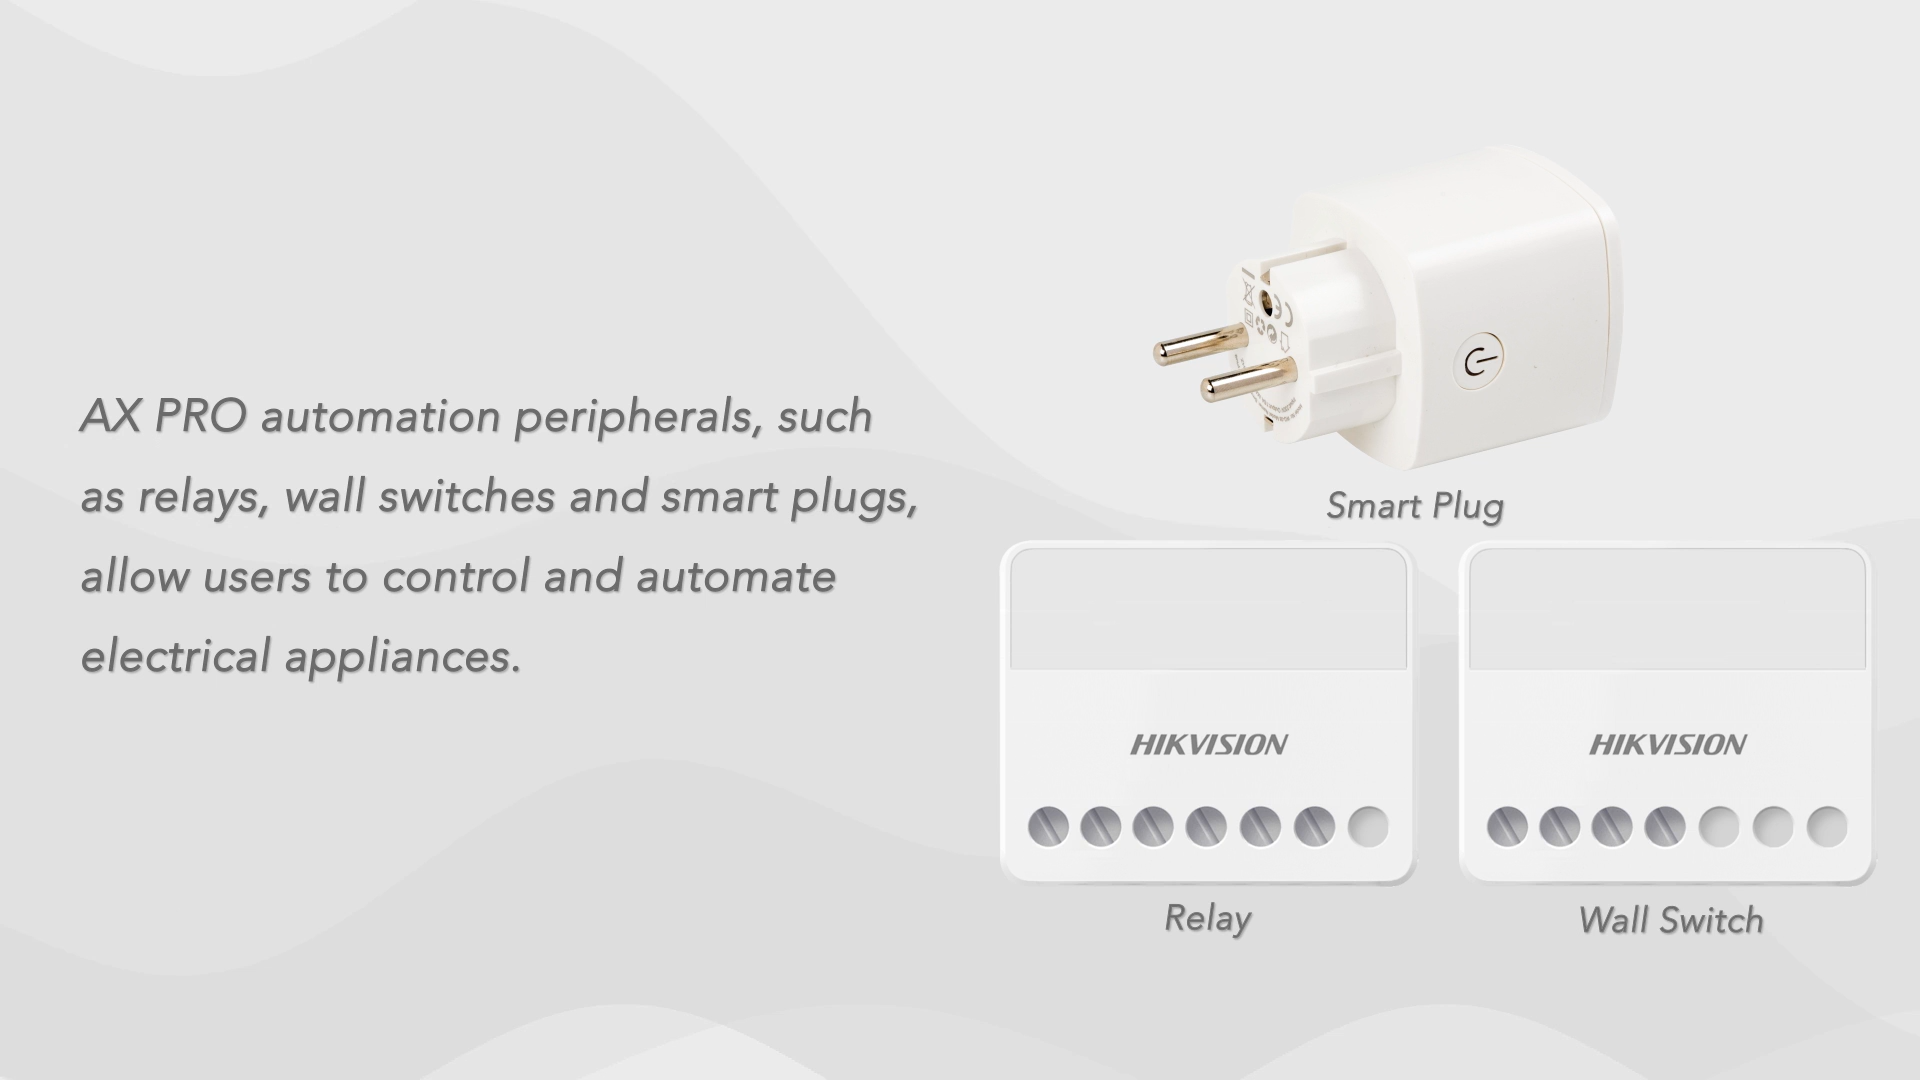 AX PRO automation peripherals, such
as relays, wall switches and smart plugs,
allow users to control and automate
electrical appliances.
Smart Plug
HIKVISION
HIKVISION
Relay
Wall Switch